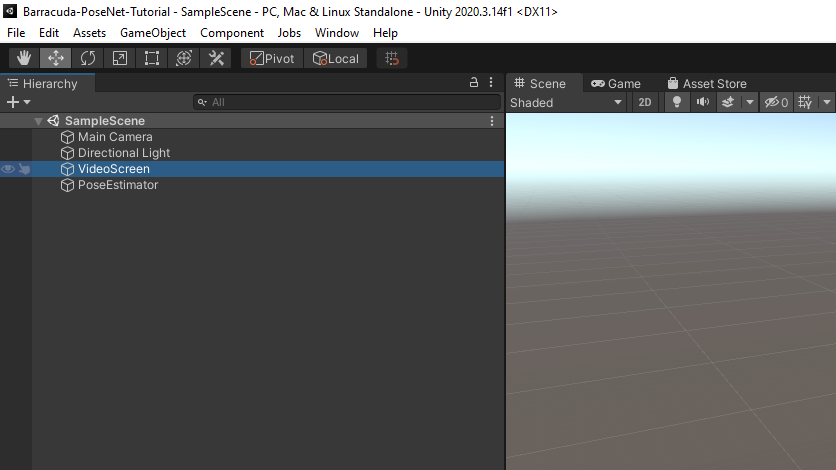 Barracuda-PoseNet-Tutorial - SampleScene - PC, Mac & Linux Standalone - Unity 2020.3.14f1 <DX11>
File Edit Assets GameObject Component Jobs Window Help
Pivot Local
Hierarchy
All
SampleScene
Main Camera
Directional Light
VideoScreen
PoseEstimator
Scene Game Asset Store
Shaded 2D 0